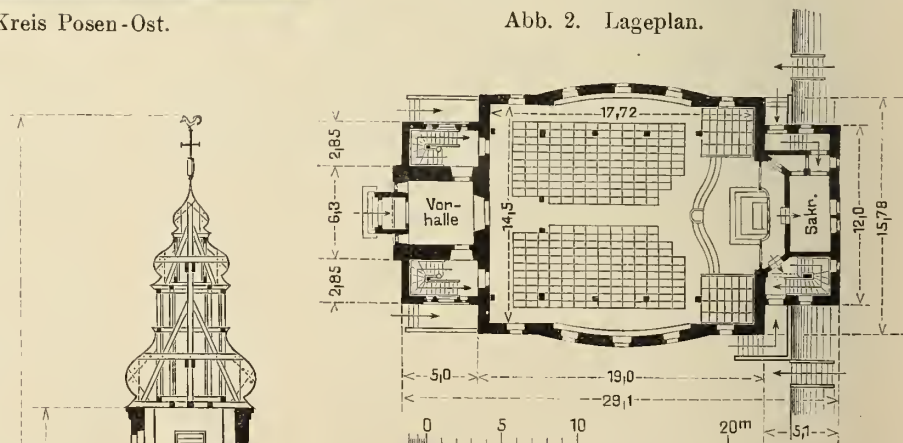 Kreis Posen-Ost.
Abb. 2. Lageplan.
17,72
2,85
6,3
2,85
Vor-
halle
14,5
Sakr.
12,0
15,78
5,0
19,0
29,1
5,1
0 5 10 20m